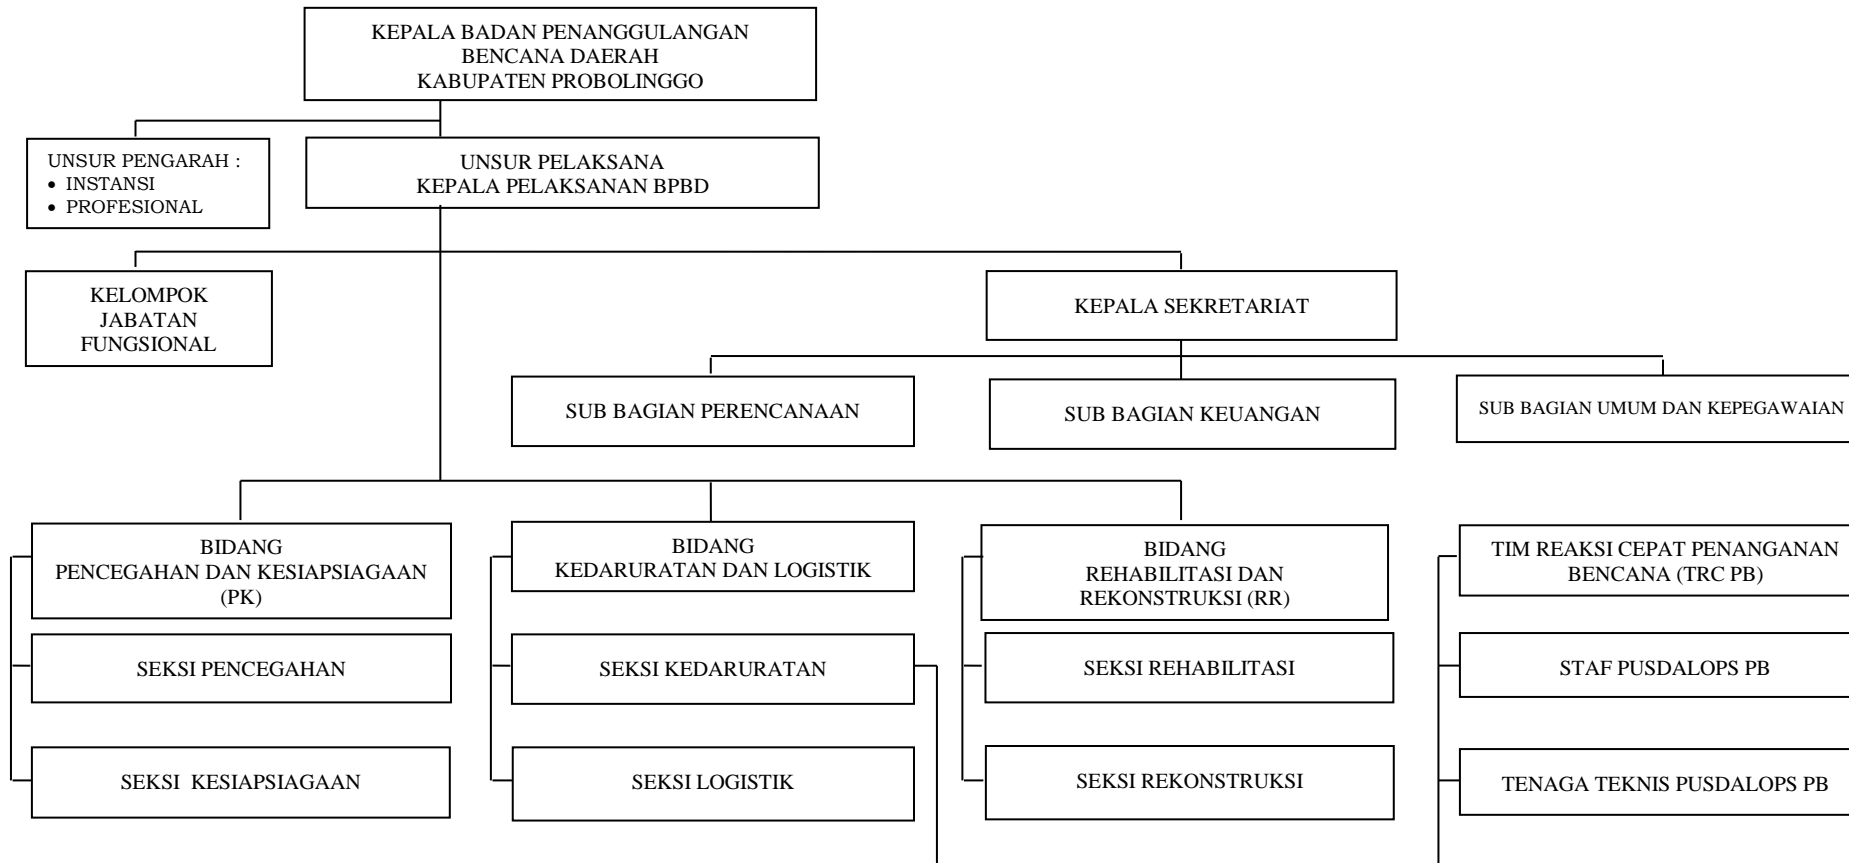 KEPALA BADAN PENANGGULANGAN
BENCANA DAERAH
KABUPATEN PROBOLINGGO
UNSUR PENGARAH :
• INSTANSI
• PROFESIONAL
UNSUR PELAKSANA
KEPALA PELAKSANAN BPBD
KELOMPOK
JABATAN
FUNGSIONAL
KEPALA SEKRETARIAT
SUB BAGIAN PERENCANAAN
SUB BAGIAN KEUANGAN
SUB BAGIAN UMUM DAN KEPEGAWAIAN
BIDANG
PENCEGAHAN DAN KESIAPSIAGAAN
(PK)
BIDANG
KEDARURATAN DAN LOGISTIK
BIDANG
REHABILITASI DAN
REKONSTRUKSI (RR)
TIM REAKSI CEPAT PENANGANAN
BENCANA (TRC PB)
SEKSI PENCEGAHAN
SEKSI KEDARURATAN
SEKSI REHABILITASI
STAF PUSDALOPS PB
SEKSI KESIAPSIAGAAN
SEKSI LOGISTIK
SEKSI REKONSTRUKSI
TENAGA TEKNIS PUSDALOPS PB